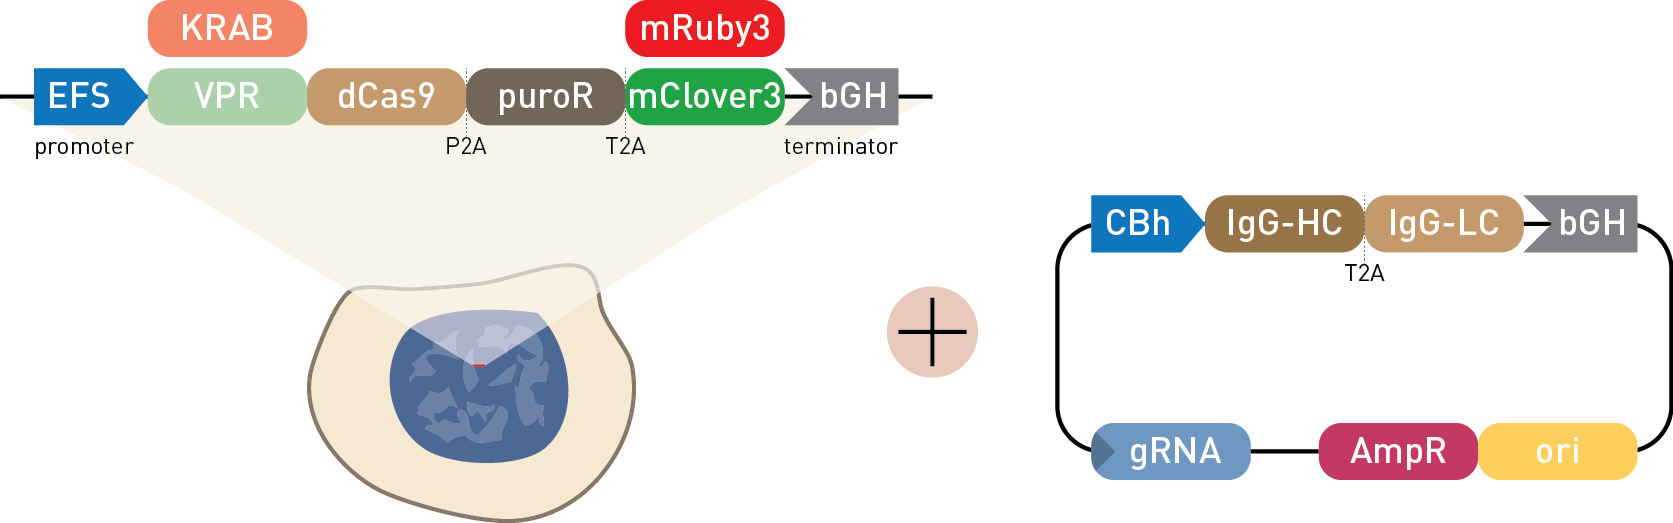 KRAB mRuby3
EFS VPR dCas9 puroR mClover3 bGH
promoter P2A T2A terminator
CBh IgG-HC IgG-LC bGH
T2A
gRNA AmpR ori